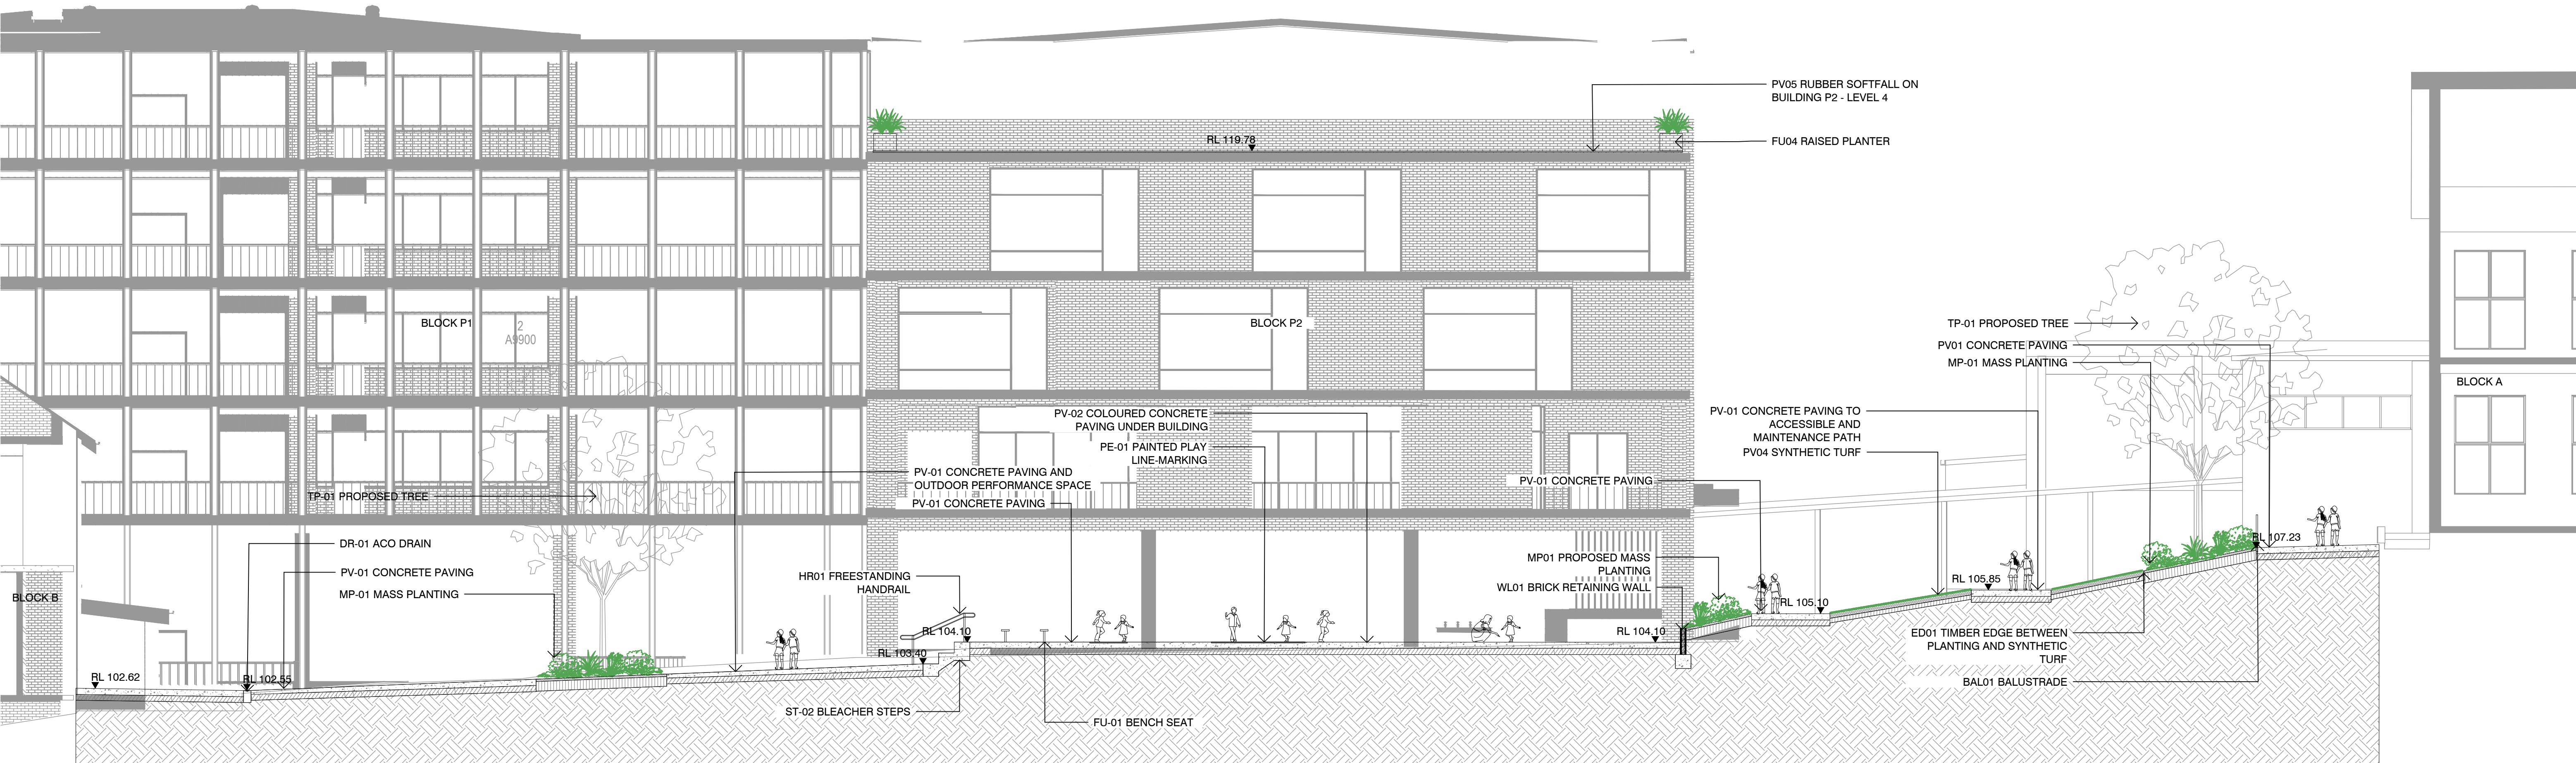 PV05 RUBBER SOFTFALL ON
BUILDING P2 - LEVEL 4
RL 119.78
FU04 RAISED PLANTER
BLOCK P1
2
A9900
BLOCK P2
TP-01 PROPOSED TREE
PV01 CONCRETE PAVING
MP-01 MASS PLANTING
BLOCK A
PV-02 COLOURED CONCRETE
PAVING UNDER BUILDING
PE-01 PAINTED PLAY
LINE-MARKING
PV-01 CONCRETE PAVING TO
ACCESSIBLE AND
MAINTENANCE PATH
PV04 SYNTHETIC TURF
PV-01 CONCRETE PAVING AND
OUTDOOR PERFORMANCE SPACE
PV-01 CONCRETE PAVING
PV-01 CONCRETE PAVING
TP-01 PROPOSED TREE
DR-01 ACO DRAIN
PV-01 CONCRETE PAVING
MP-01 MASS PLANTING
BLOCK B
HR01 FREESTANDING
HANDRAIL
MP01 PROPOSED MASS
PLANTING
WL01 BRICK RETAINING WALL
RL 107.23
RL 105.85
RL 105.10
RL 104.10
RL 104.10
RL 103.40
RL 102.62
RL 102.55
ED01 TIMBER EDGE BETWEEN
PLANTING AND SYNTHETIC
TURF
BAL01 BALUSTRADE
ST-02 BLEACHER STEPS
FU-01 BENCH SEAT